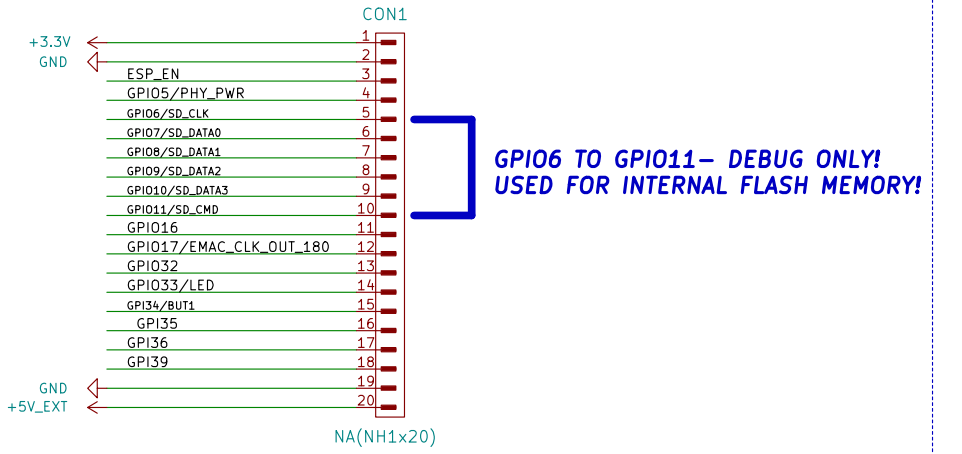 CON1
+3.3V 1
GND 2
ESP_EN 3
GPIO5/PHY_PWR 4
GPIO6/SD_CLK 5
GPIO7/SD_DATA0 6
GPIO8/SD_DATA1 7
GPIO9/SD_DATA2 8
GPIO10/SD_DATA3 9
GPIO11/SD_CMD 10
GPIO16 11
GPIO17/EMAC_CLK_OUT_180 12
GPIO32 13
GPIO33/LED 14
GPI34/BUT1 15
GPI35 16
GPI36 17
GPI39 18
GND 19
+5V_EXT 20
NA(NH1x20)
GPIO6 TO GPIO11- DEBUG ONLY!
USED FOR INTERNAL FLASH MEMORY!